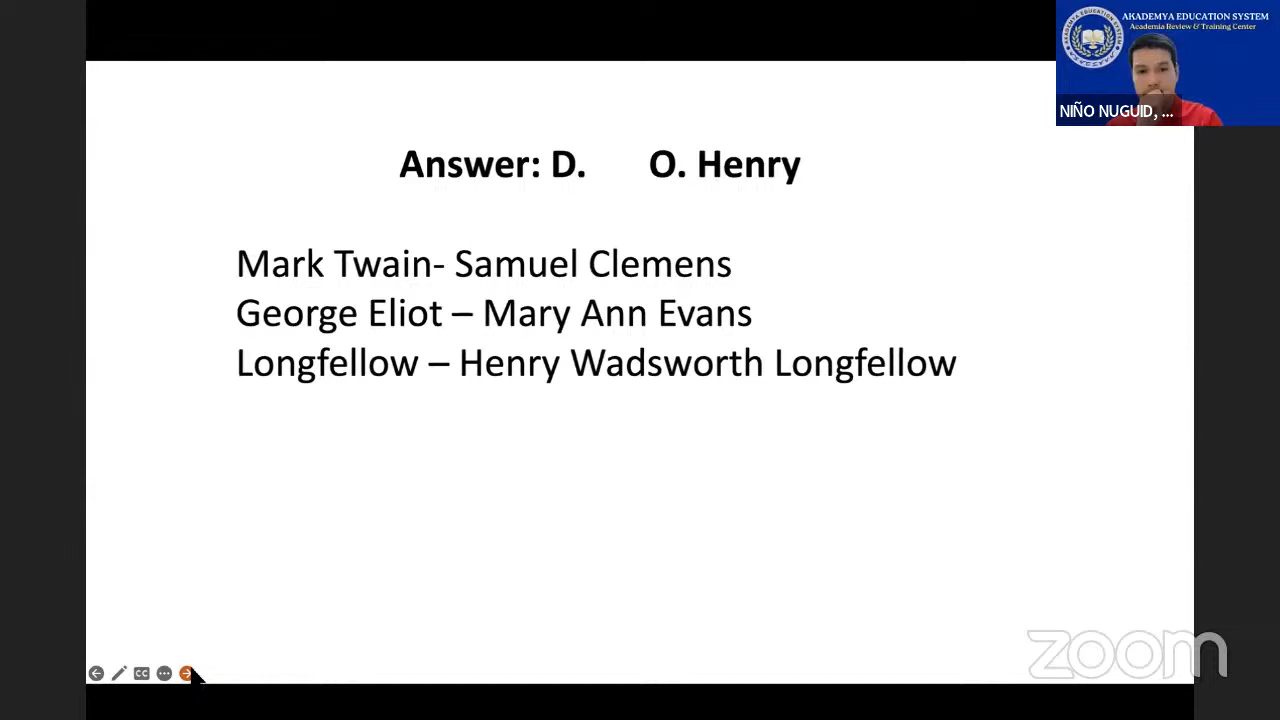 AKADEMYA EDUCATION SYSTEM
Academia Review & Training Center
NIÑO NUGUID, ...
Answer: D. O. Henry
Mark Twain- Samuel Clemens
George Eliot – Mary Ann Evans
Longfellow – Henry Wadsworth Longfellow
CC
zoom